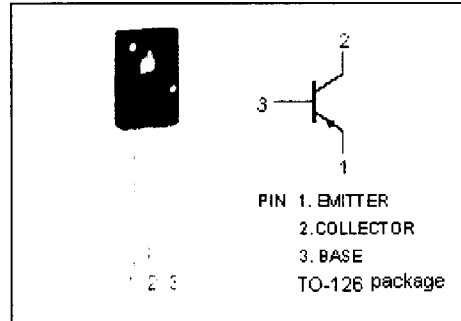 2
3
1
PIN 1. EMITTER
2. COLLECTOR
3. BASE
1 2 3
TO-126 package